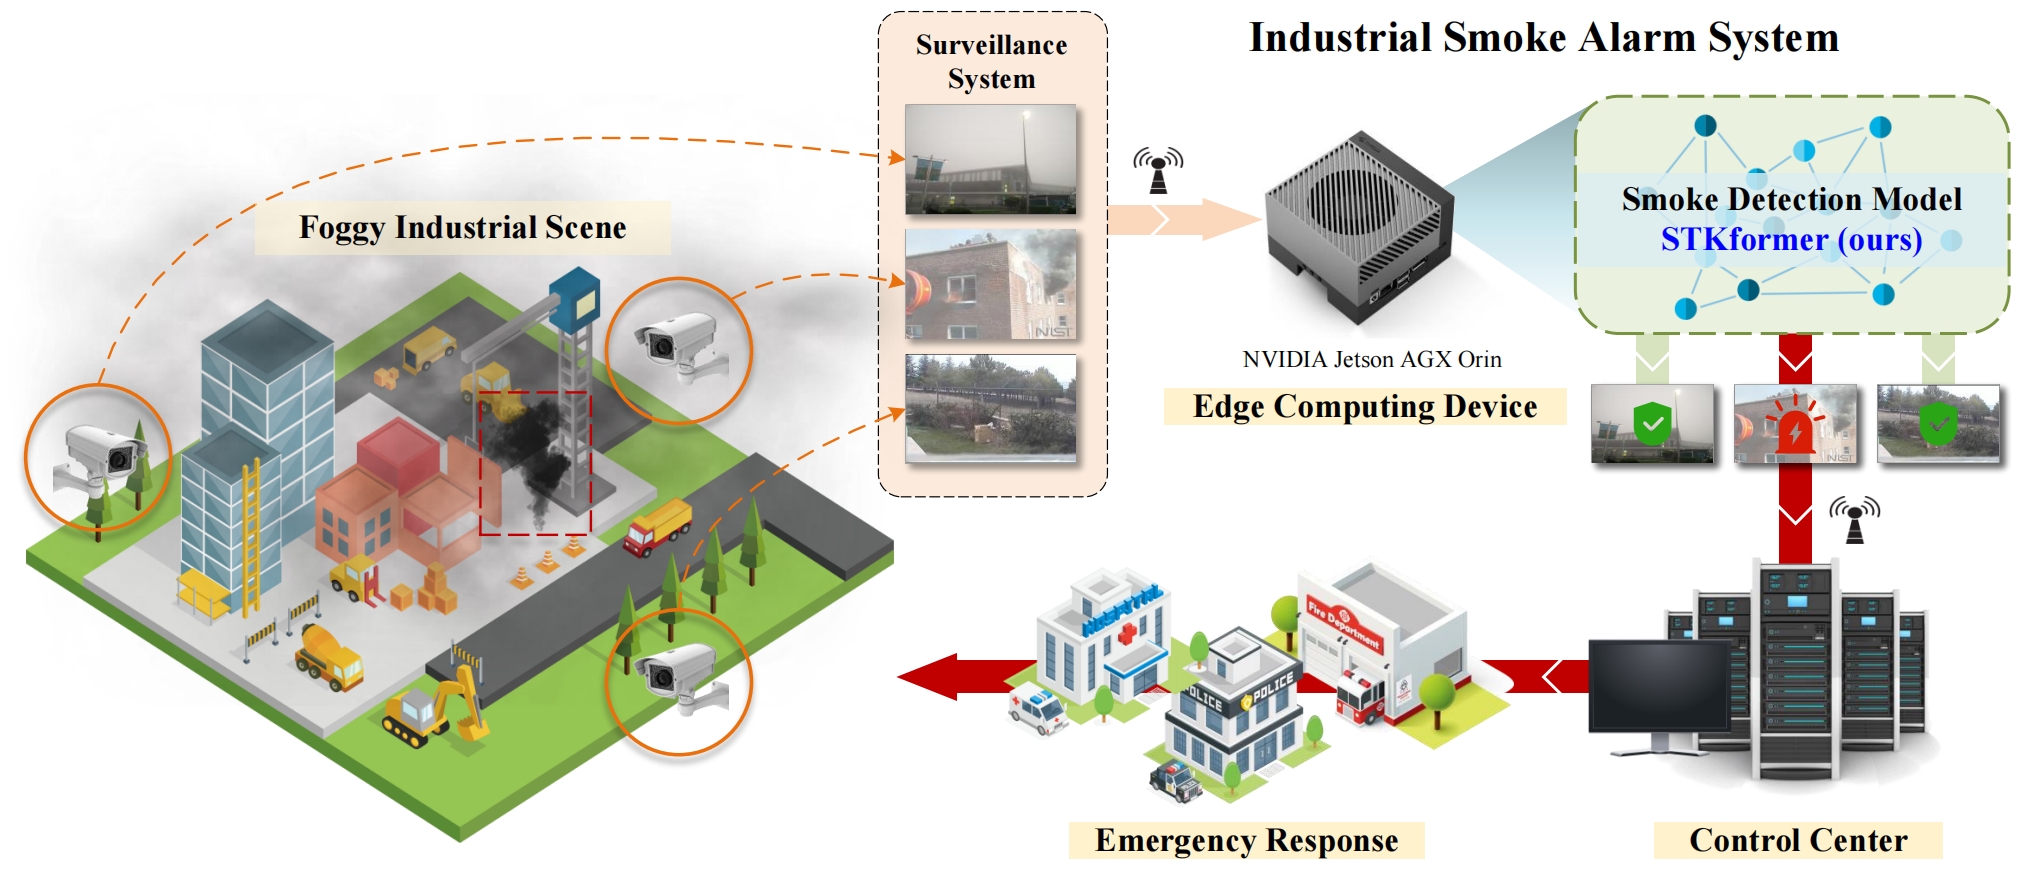 Industrial Smoke Alarm System
Surveillance
System
Foggy Industrial Scene
NIST
NVIDIA Jetson AGX Orin
Edge Computing Device
Smoke Detection Model
STKformer (ours)
NIST
HOSPITAL
Fire Department
POLICE
POLICE
Emergency Response
Control Center